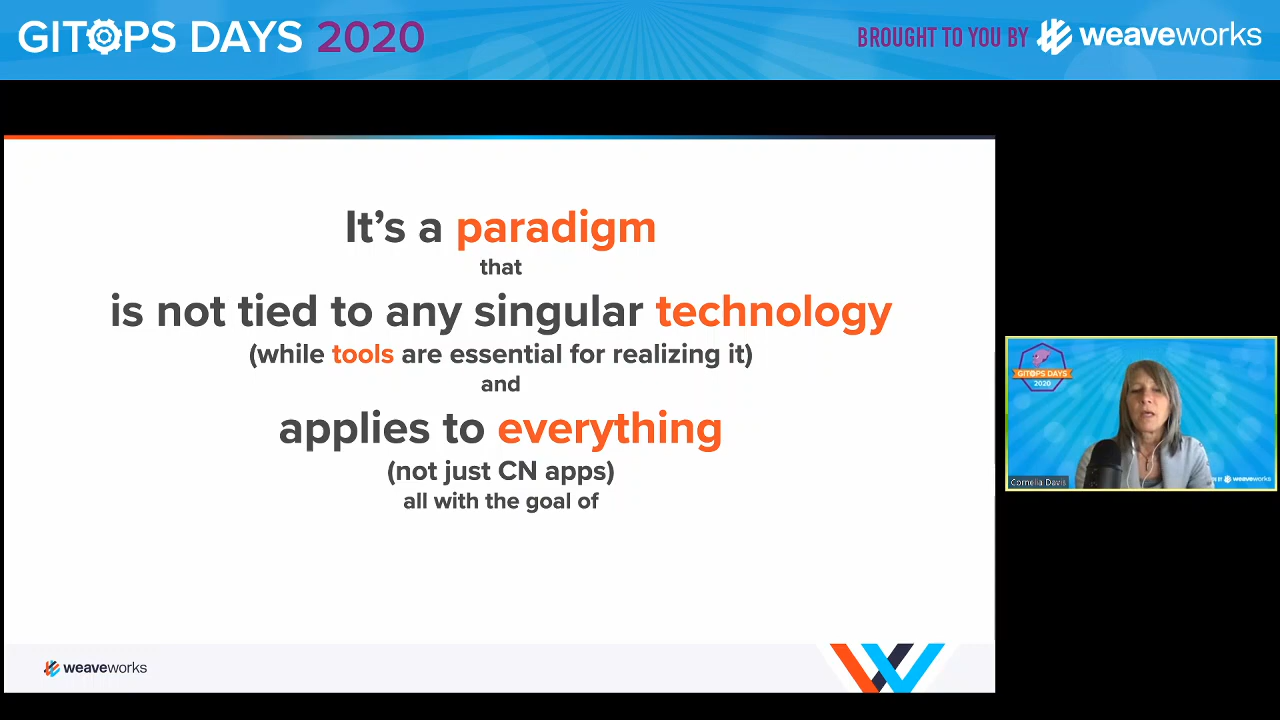 GITOPS DAYS 2020
BROUGHT TO YOU BY weaveworks
It's a paradigm
that
is not tied to any singular technology
(while tools are essential for realizing it)
and
applies to everything
(not just CN apps)
all with the goal of
weaveworks
GITOPS DAYS
2020
Cornelia Davis
weaveworks